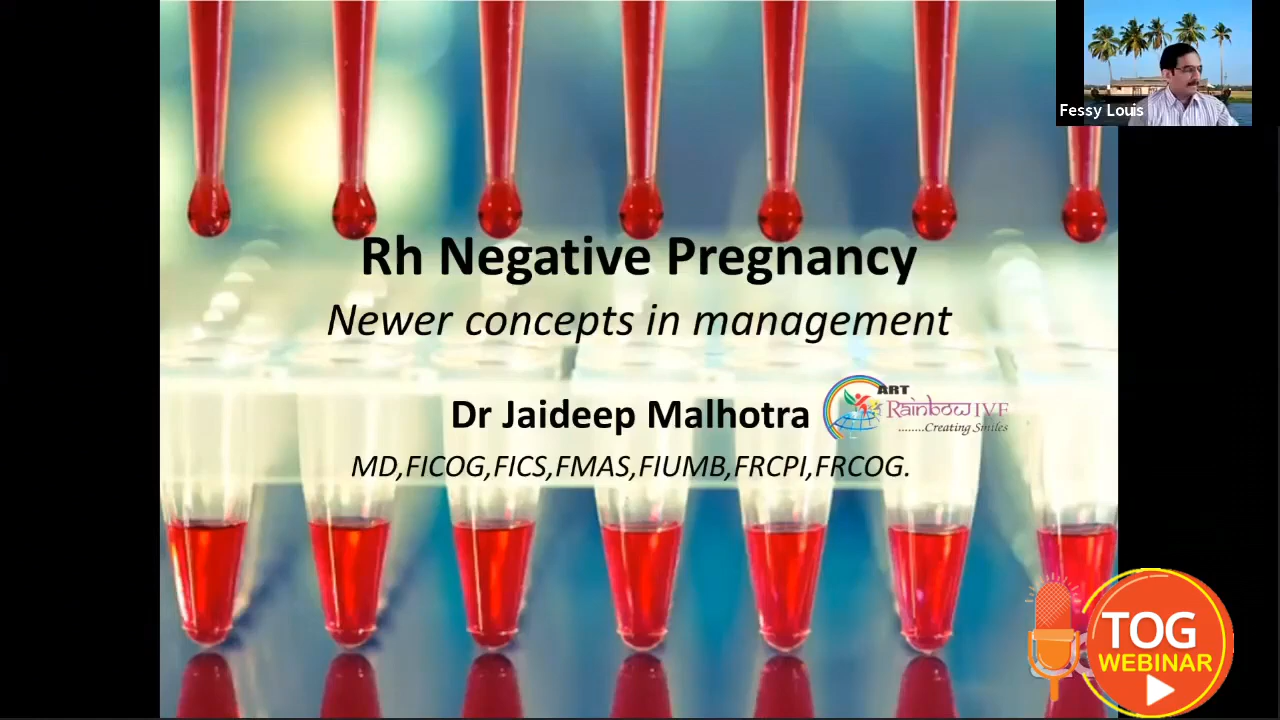 Fessy Louis
Rh Negative Pregnancy
Newer concepts in management
Dr Jaideep Malhotra
ART
Rainbow IVF
........Creating Smiles
MD,FICOG,FICS,FMAS,FIUMB,FRCPI,FRCOG.
TOG
WEBINAR